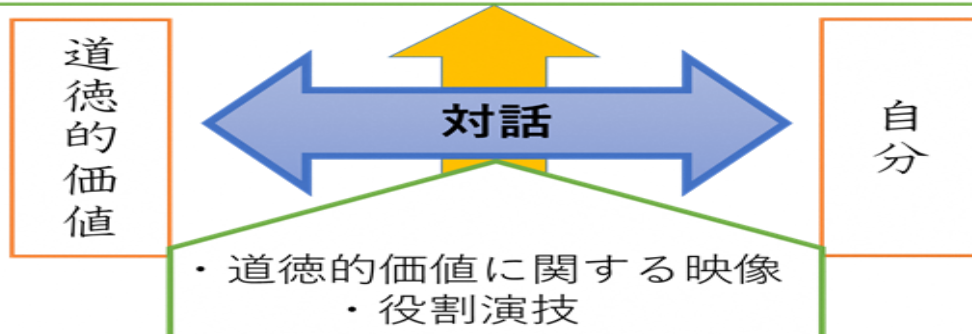 道徳的価値
対話
自分
・道徳的価値に関する映像
・役割演技